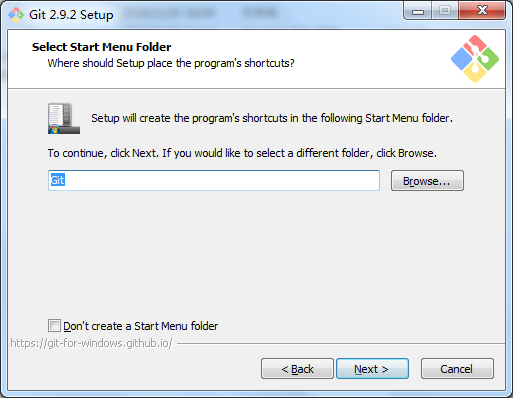 Git 2.9.2 Setup
Select Start Menu Folder
Where should Setup place the program's shortcuts?
Setup will create the program's shortcuts in the following Start Menu folder.
To continue, click Next. If you would like to select a different folder, click Browse.
Git
Browse...
Don't create a Start Menu folder
https://git-for-windows.github.io/
< Back
Next >
Cancel